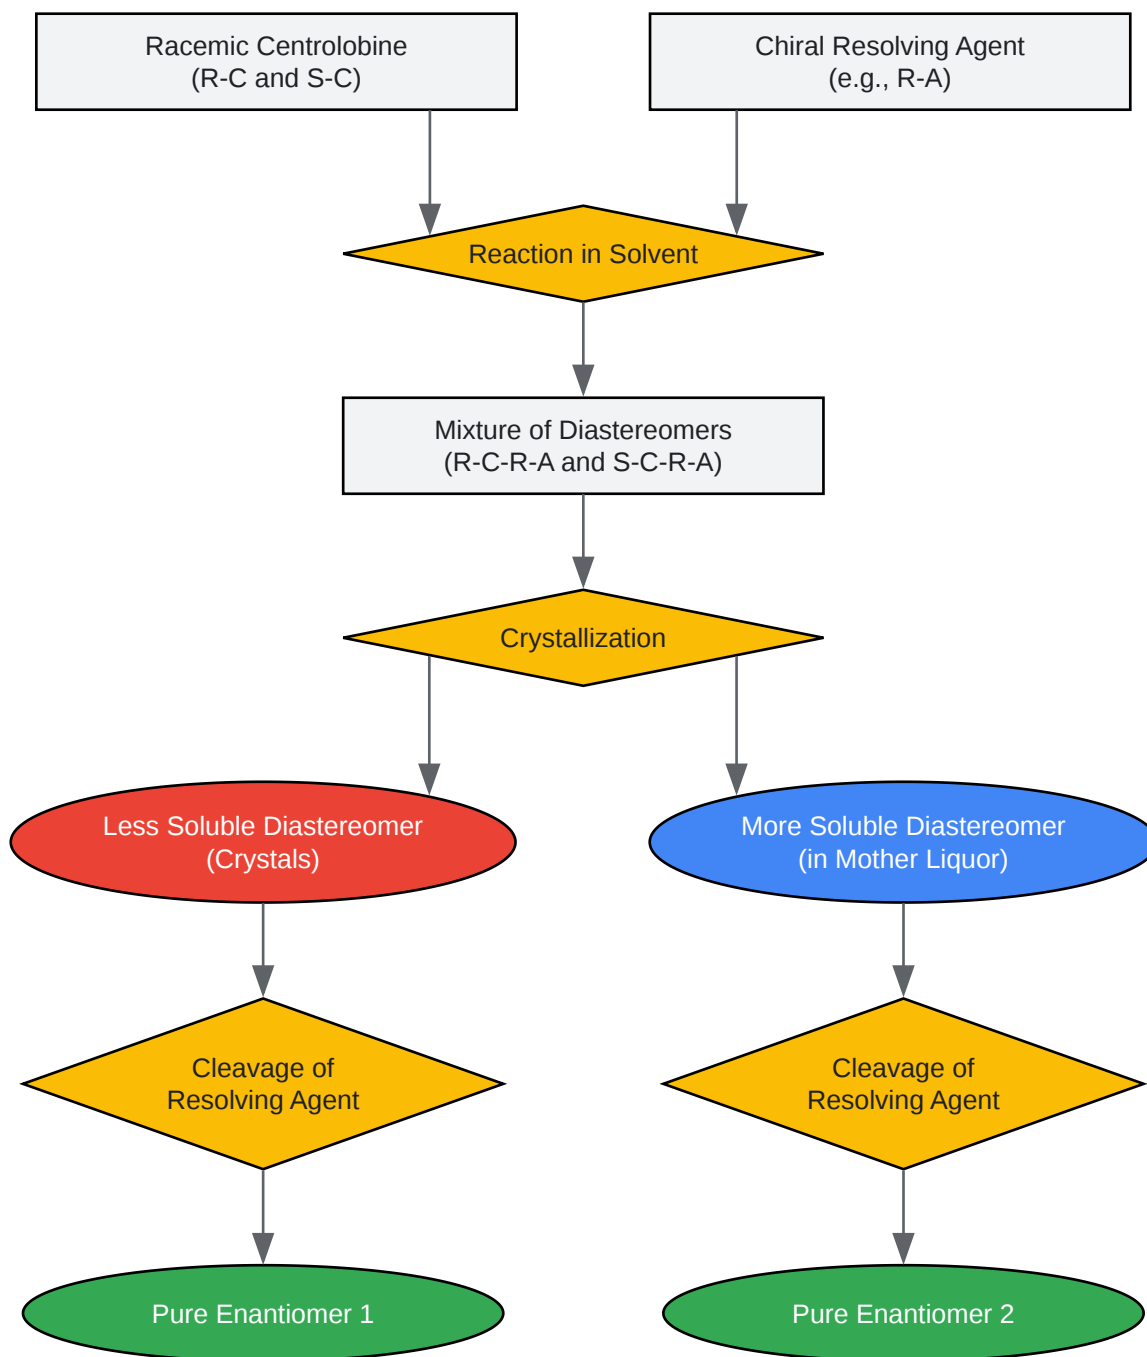 Racemic Centrolobine
(R-C and S-C)
Chiral Resolving Agent
(e.g., R-A)
Reaction in Solvent
Mixture of Diastereomers
(R-C-R-A and S-C-R-A)
Crystallization
Less Soluble Diastereomer
(Crystals)
More Soluble Diastereomer
(in Mother Liquor)
Cleavage of
Resolving Agent
Cleavage of
Resolving Agent
Pure Enantiomer 1
Pure Enantiomer 2